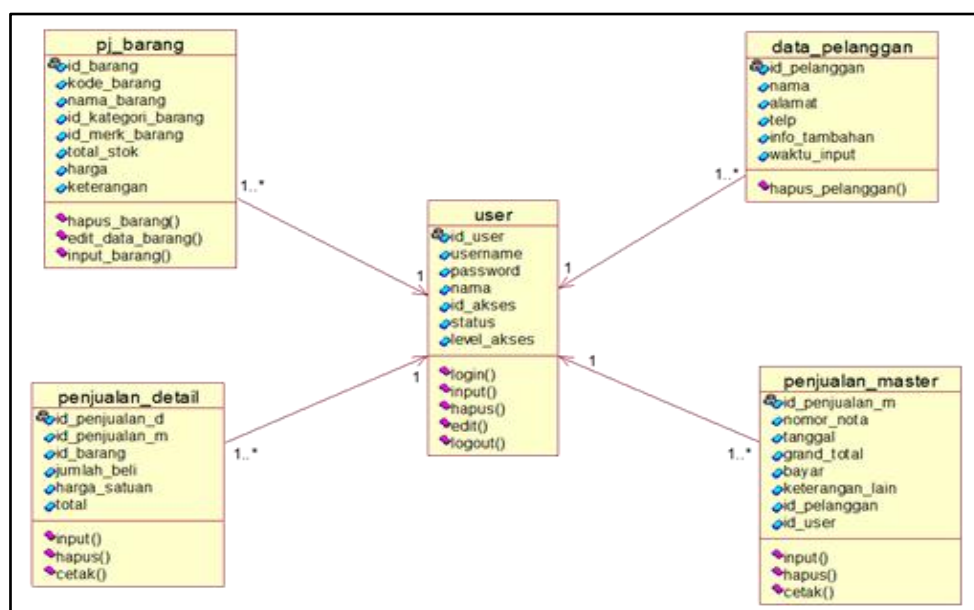 pj_barang
id_barang
kode_barang
nama_barang
id_kategori_barang
id_merk_barang
total_stok
harga
keterangan
hapus_barang()
edit_data_barang()
input_barang()
1..*
1
data_pelanggan
id_pelanggan
nama
alamat
telp
info_tambahan
waktu_input
hapus_pelanggan()
1..*
1
user
id_user
username
password
nama
id_akses
status
level_akses
login()
input()
hapus()
edit()
logout()
penjualan_detail
id_penjualan_d
id_penjualan_m
id_barang
jumlah_beli
harga_satuan
total
input()
hapus()
cetak()
1..*
1
penjualan_master
id_penjualan_m
nomor_nota
tanggal
grand_total
bayar
keterangan_lain
id_pelanggan
id_user
input()
hapus()
cetak()
1..*
1